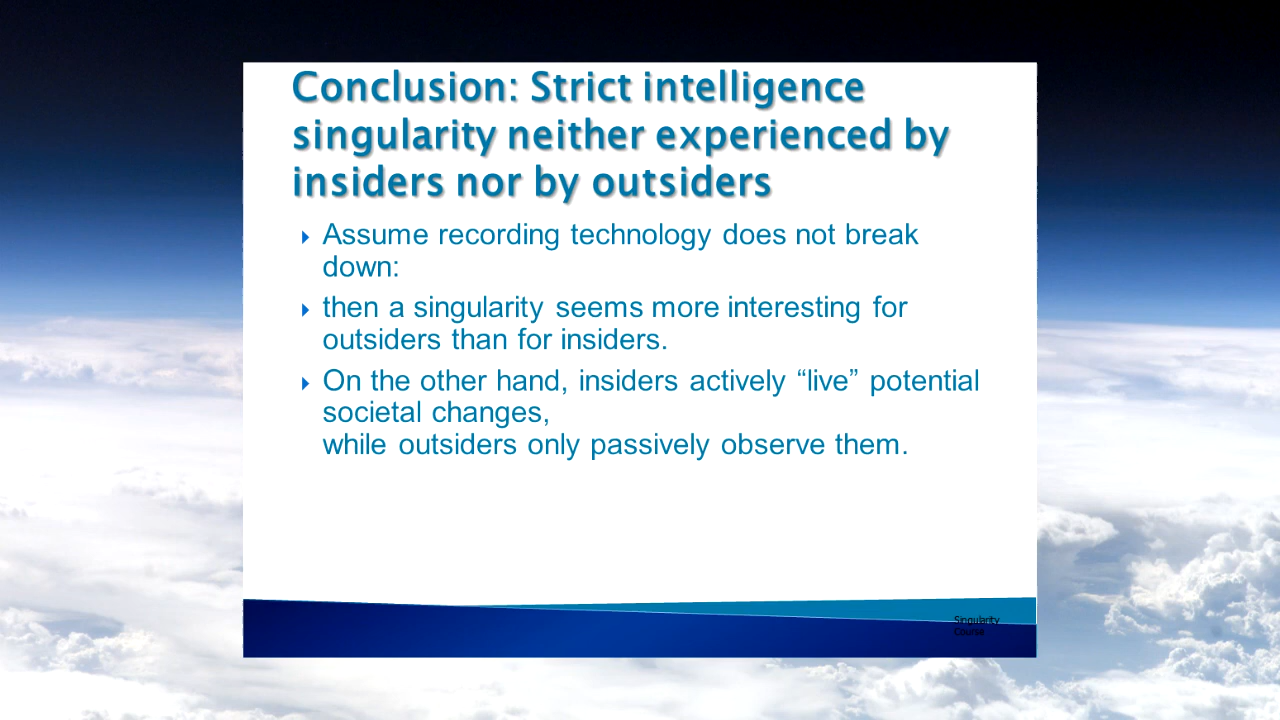 Conclusion: Strict intelligence
singularity neither experienced by
insiders nor by outsiders
Assume recording technology does not break
down:
then a singularity seems more interesting for
outsiders than for insiders.
On the other hand, insiders actively “live” potential
societal changes,
while outsiders only passively observe them.
Singularity
Course